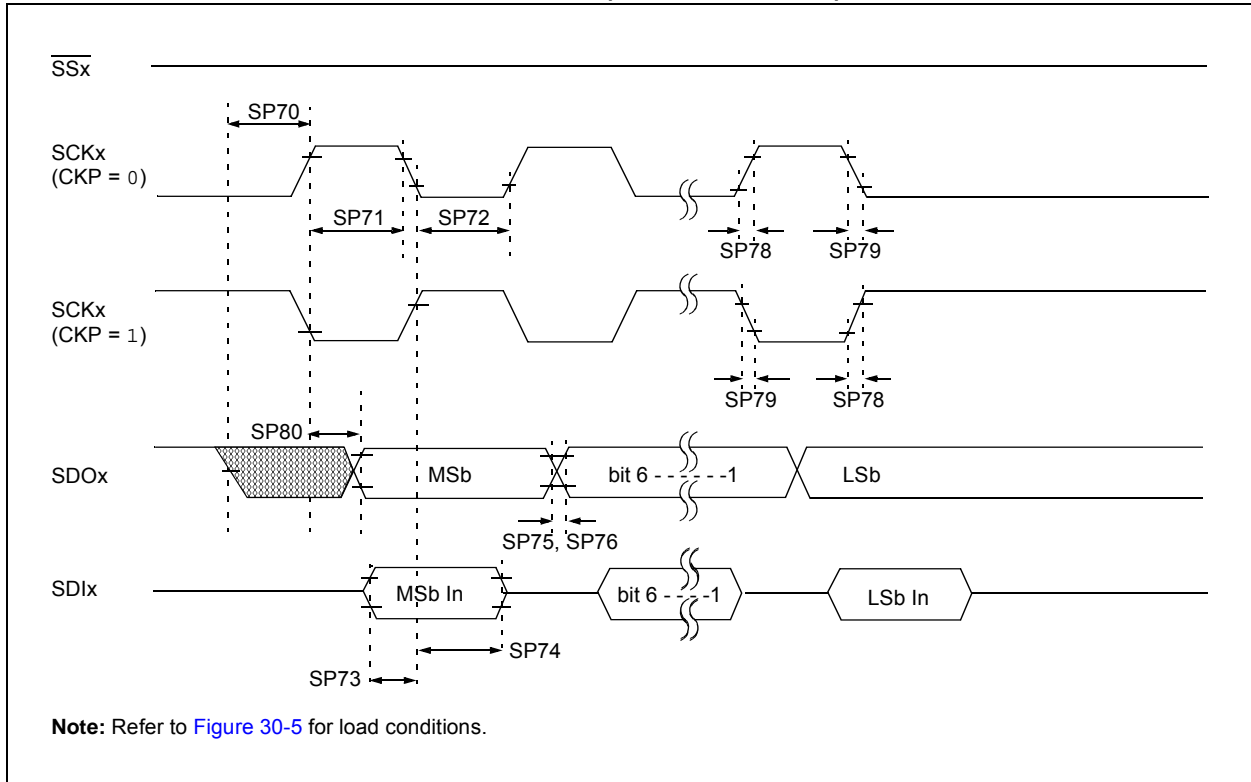 SSx
SP70
SCKx
(CKP = 0)
SP71
SP72
SP78
SP79
SCKx
(CKP = 1)
SP79
SP78
SP80
SDOx
MSb
bit 6 - - - - - -1
LSb
SP75, SP76
SDIx
MSb In
bit 6 - - - -1
LSb In
SP74
SP73
Note: Refer to Figure 30-5 for load conditions.